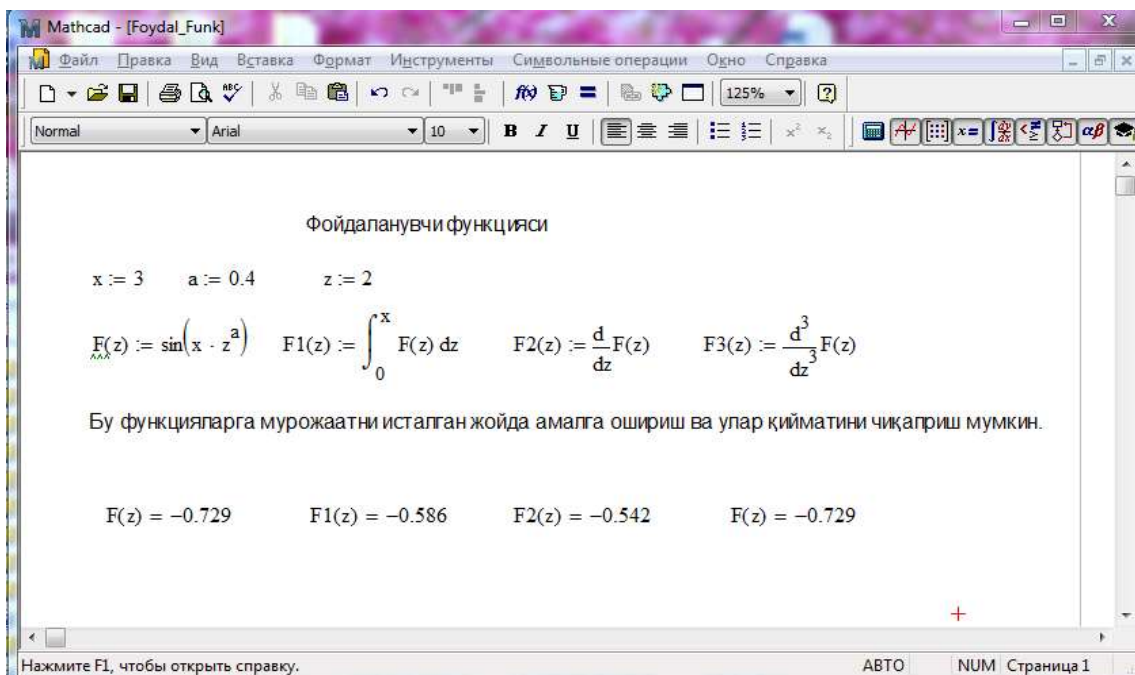 Mathcad - [Foydal_Funk]
Файл Правка Вид Вставка Формат Инструменты Символьные операции Окно Справка
125%
Normal Arial 10 B I U
Фойдаланувчи функцияси
x := 3 a := 0.4 z := 2
F(z) := sin(x · z^a) F1(z) := ∫_0^x F(z) dz F2(z) := d/dz F(z) F3(z) := d^3/dz^3 F(z)
Бу функцияларга мурожаатни исталган жойда амалга ошириш ва улар қийматини чиқариш мумкин.
F(z) = −0.729 F1(z) = −0.586 F2(z) = −0.542 F(z) = −0.729
Нажмите F1, чтобы открыть справку. АВТО NUM Страница 1